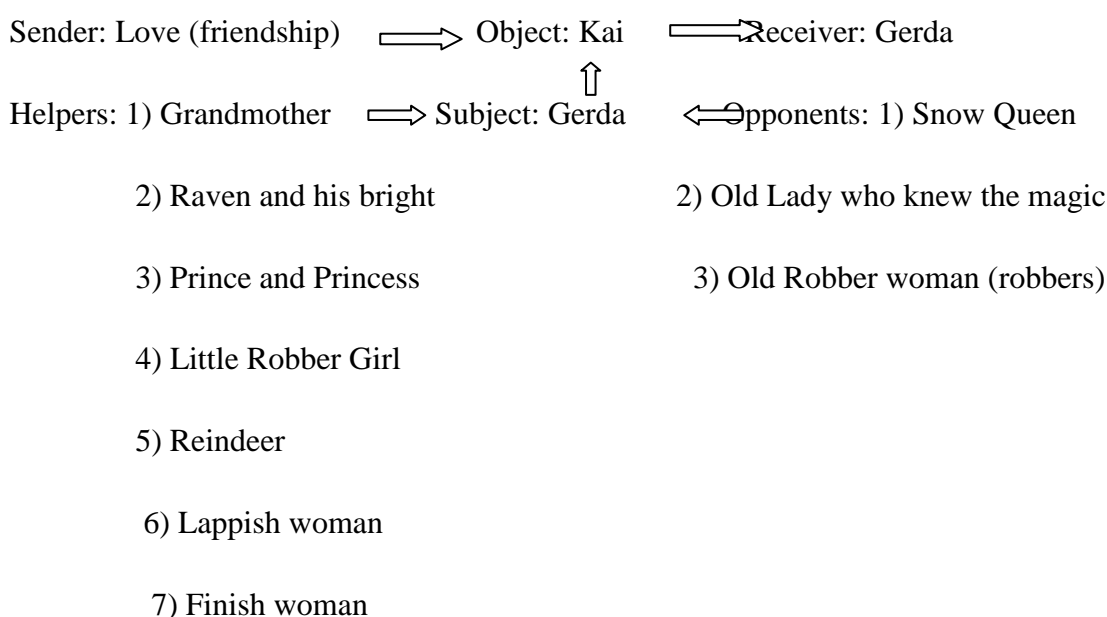 Sender: Love (friendship) Object: Kai Receiver: Gerda
Helpers: 1) Grandmother Subject: Gerda Opponents: 1) Snow Queen
2) Raven and his bright 2) Old Lady who knew the magic
3) Prince and Princess 3) Old Robber woman (robbers)
4) Little Robber Girl
5) Reindeer
6) Lappish woman
7) Finish woman